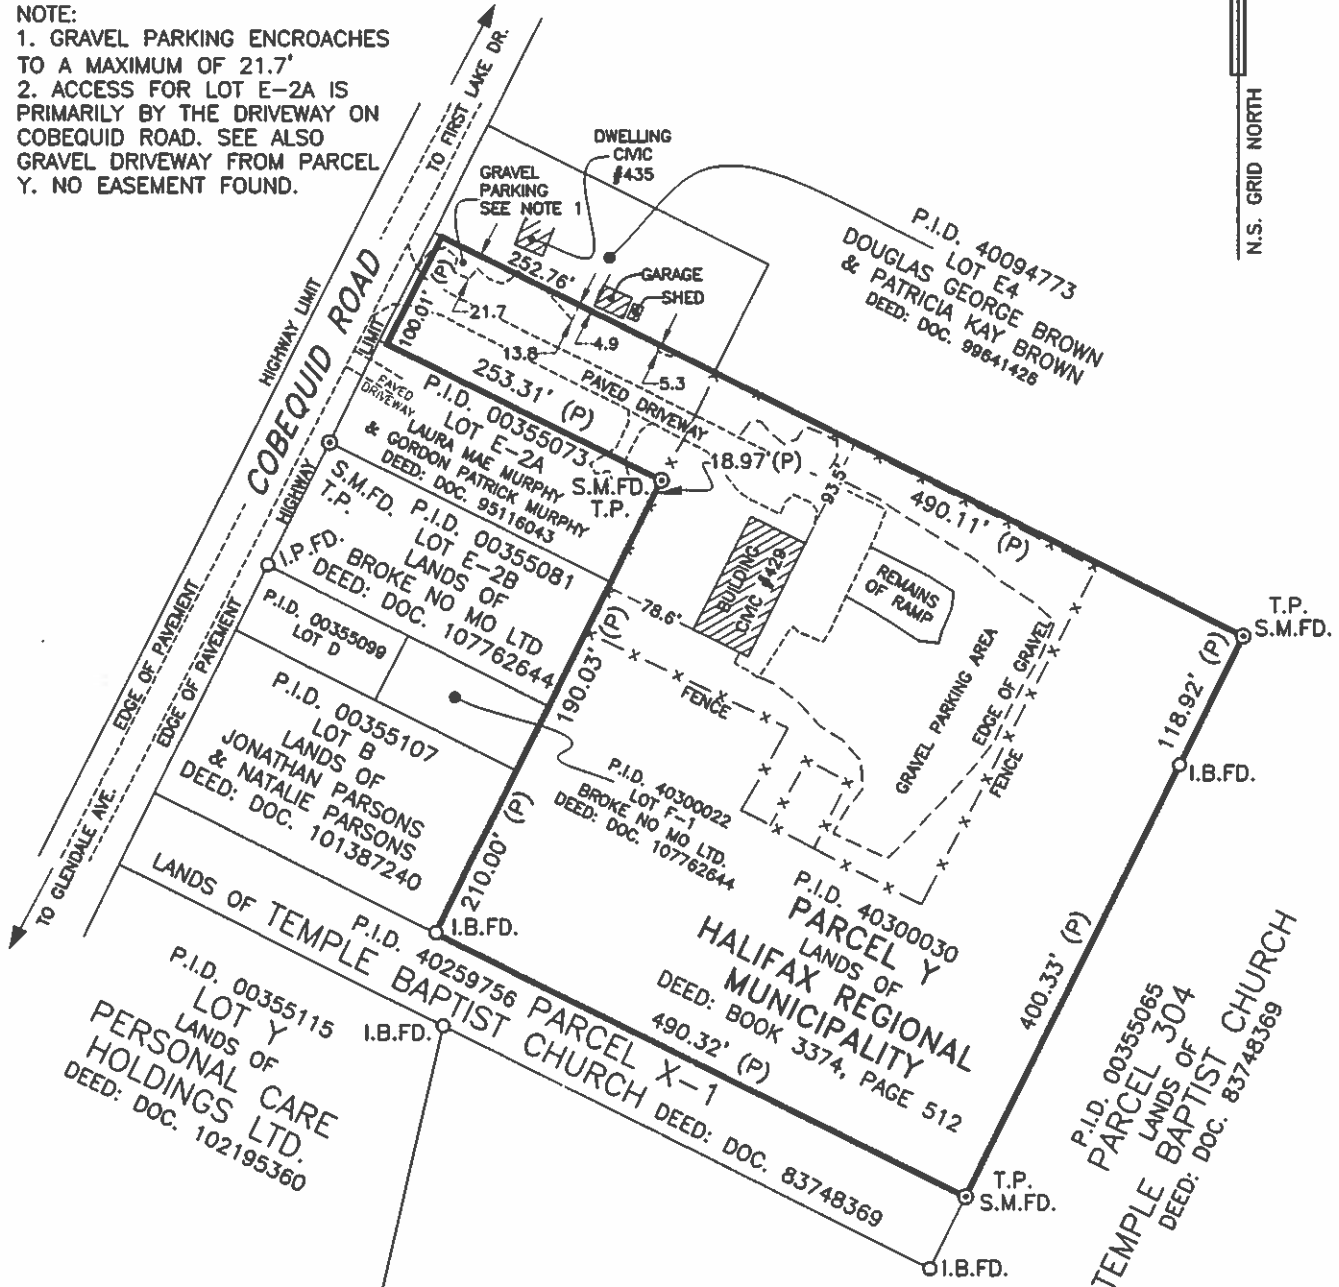 NOTE:
1. GRAVEL PARKING ENCROACHES
TO A MAXIMUM OF 21.7'
2. ACCESS FOR LOT E-2A IS
PRIMARILY BY THE DRIVEWAY ON
COBEQUID ROAD. SEE ALSO
GRAVEL DRIVEWAY FROM PARCEL
Y. NO EASEMENT FOUND.
N.S. GRID NORTH
TO FIRST LAKE DR.
DWELLING
CIVIC
#435
GRAVEL
PARKING
SEE NOTE 1
P.I.D. 40094773
LOT E4
DOUGLAS GEORGE BROWN
& PATRICIA KAY BROWN
DEED: DOC. 99641426
HIGHWAY LIMIT
COBEQUID ROAD
HIGHWAY
LIMIT
252.76'
GARAGE
SHED
100.01' (P)
21.7
13.8
4.9
5.3
253.31' (P)
PAVED DRIVEWAY
PAVED
DRIVEWAY
P.I.D. 00355073
LOT E-2A
LAURA MAE MURPHY
& GORDON PATRICK MURPHY
DEED: DOC. 95116043
S.M.FD.
T.P.
18.97'(P)
93.5
490.11' (P)
S.M.FD.
T.P.
P.I.D. 00355081
LOT E-2B
LANDS OF
BROKE NO MO LTD
DEED: DOC. 107762644
I.P.FD.
BUILDING
CIVIC #429
REMAINS
OF RAMP
78.6'
T.P.
S.M.FD.
P.I.D. 00355099
LOT D
EDGE OF PAVEMENT
EDGE OF PAVEMENT
190.03' (P)
FENCE
GRAVEL PARKING AREA
EDGE OF GRAVEL
FENCE
118.92' (P)
I.B.FD.
P.I.D. 00355107
LOT B
LANDS OF
JONATHAN PARSONS
& NATALIE PARSONS
DEED: DOC. 101387240
P.I.D. 40300022
LOT F-1
BROKE NO MO LTD.
DEED: DOC. 107762644
210.00' (P)
TO GLENDALE AVE.
I.B.FD.
P.I.D. 40300030
PARCEL Y
LANDS OF
HALIFAX REGIONAL
MUNICIPALITY
DEED: BOOK 3374, PAGE 512
490.32' (P)
400.33' (P)
LANDS OF TEMPLE BAPTIST CHURCH
P.I.D. 40259756 PARCEL X-1
DEED: DOC. 83748369
I.B.FD.
P.I.D. 00355115
LOT Y
LANDS OF
PERSONAL CARE
HOLDINGS LTD.
DEED: DOC. 102195360
P.I.D. 00355065
PARCEL 304
LANDS OF
TEMPLE BAPTIST CHURCH
DEED: DOC. 83748369
T.P.
S.M.FD.
I.B.FD.